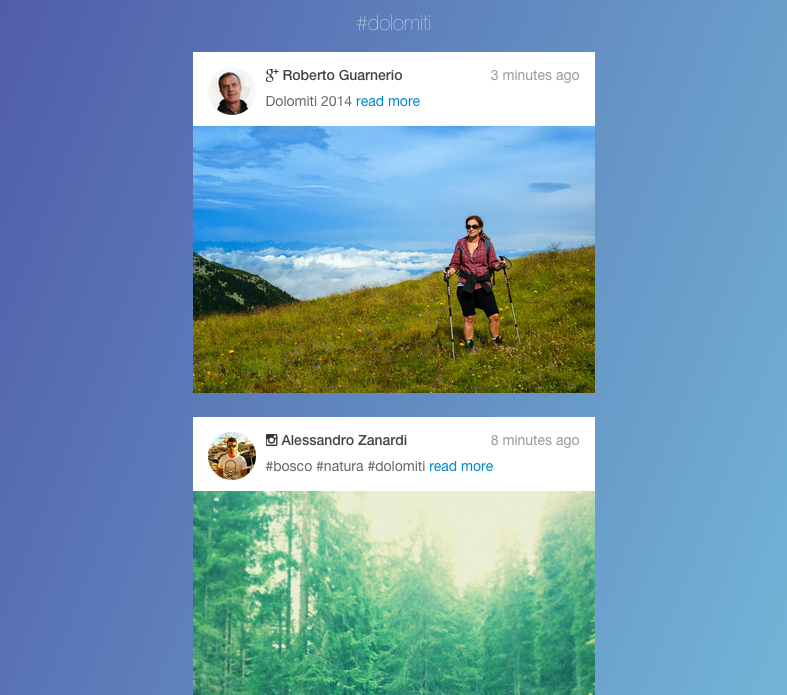 #dolomiti
Roberto Guarnerio 3 minutes ago
Dolomiti 2014 read more
Alessandro Zanardi 8 minutes ago
#bosco #natura #dolomiti read more